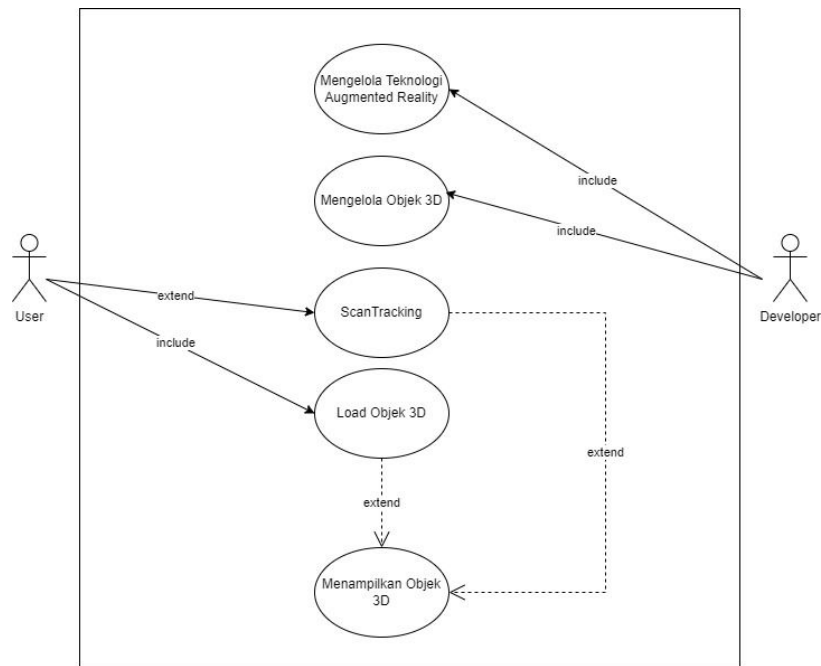 Mengelola Teknologi
Augmented Reality
include
Mengelola Objek 3D
include
User
Developer
extend
ScanTracking
include
Load Objek 3D
extend
extend
Menampilkan Objek
3D